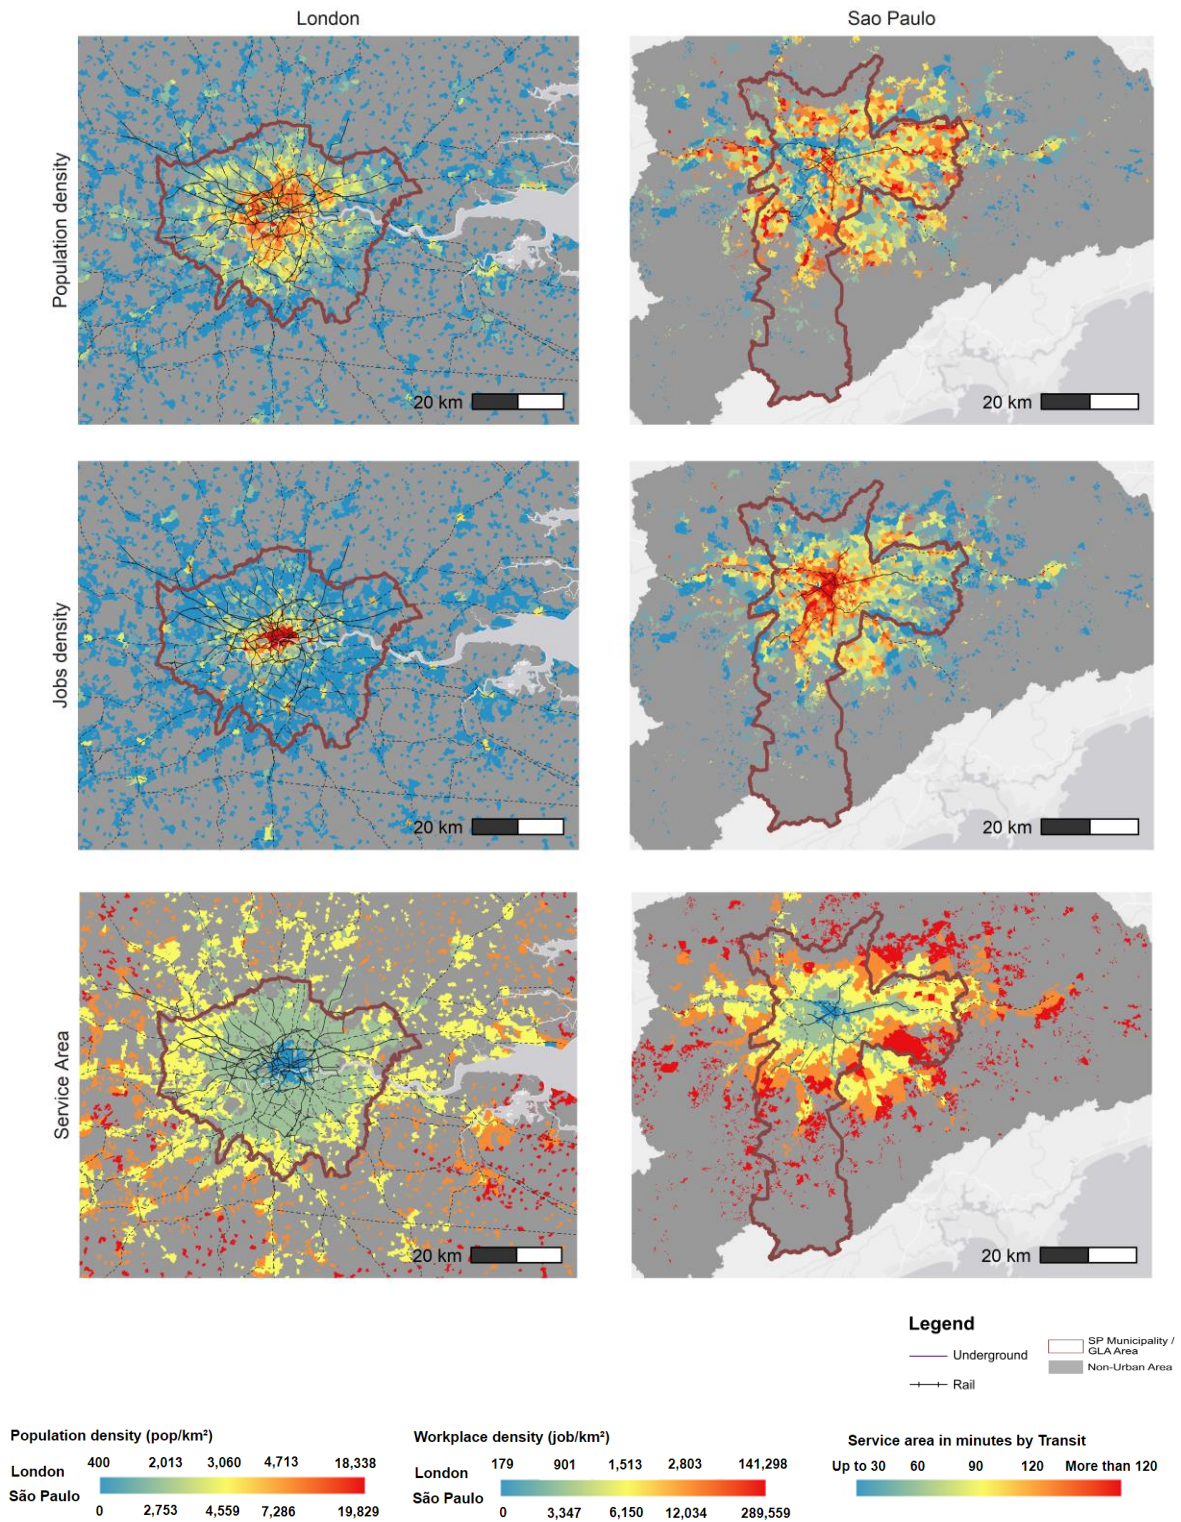 London
Sao Paulo
Population density
20 km
20 km
Jobs density
20 km
20 km
Service Area
20 km
20 km
Legend
Underground
Rail
SP Municipality /
GLA Area
Non-Urban Area
Population density (pop/km²)
London
400 2,013 3,060 4,713 18,338
São Paulo
0 2,753 4,559 7,286 19,829
Workplace density (job/km²)
London
179 901 1,513 2,803 141,298
São Paulo
0 3,347 6,150 12,034 289,559
Service area in minutes by Transit
Up to 30 60 90 120 More than 120